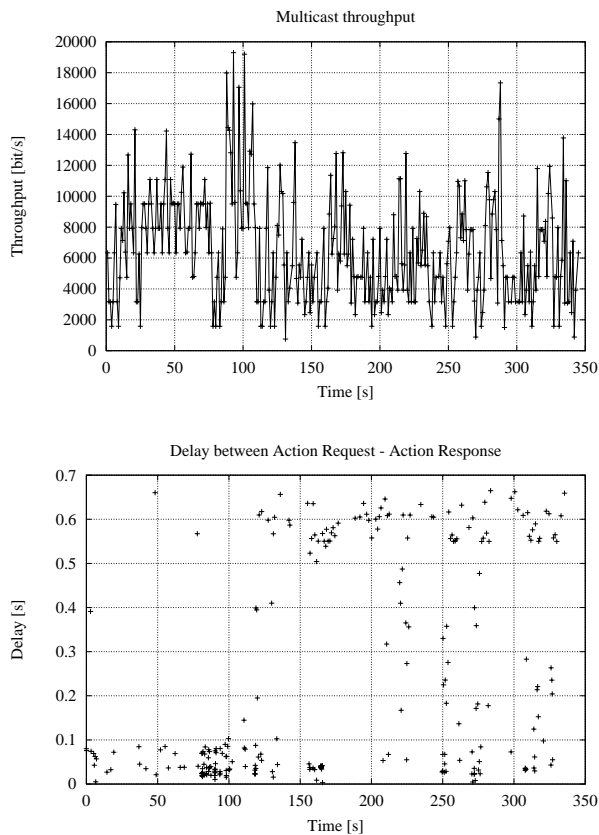 Multicast throughput
20000
18000
16000
14000
12000
10000
8000
6000
4000
2000
0
Throughput [bit/s]
0 50 100 150 200 250 300 350
Time [s]
Delay between Action Request - Action Response
0.7
0.6
0.5
0.4
0.3
0.2
0.1
0
Delay [s]
0 50 100 150 200 250 300 350
Time [s]